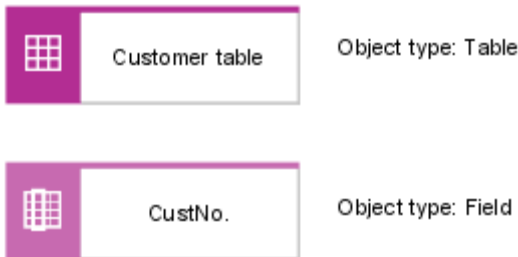 Customer table
Object type: Table
CustNo.
Object type: Field